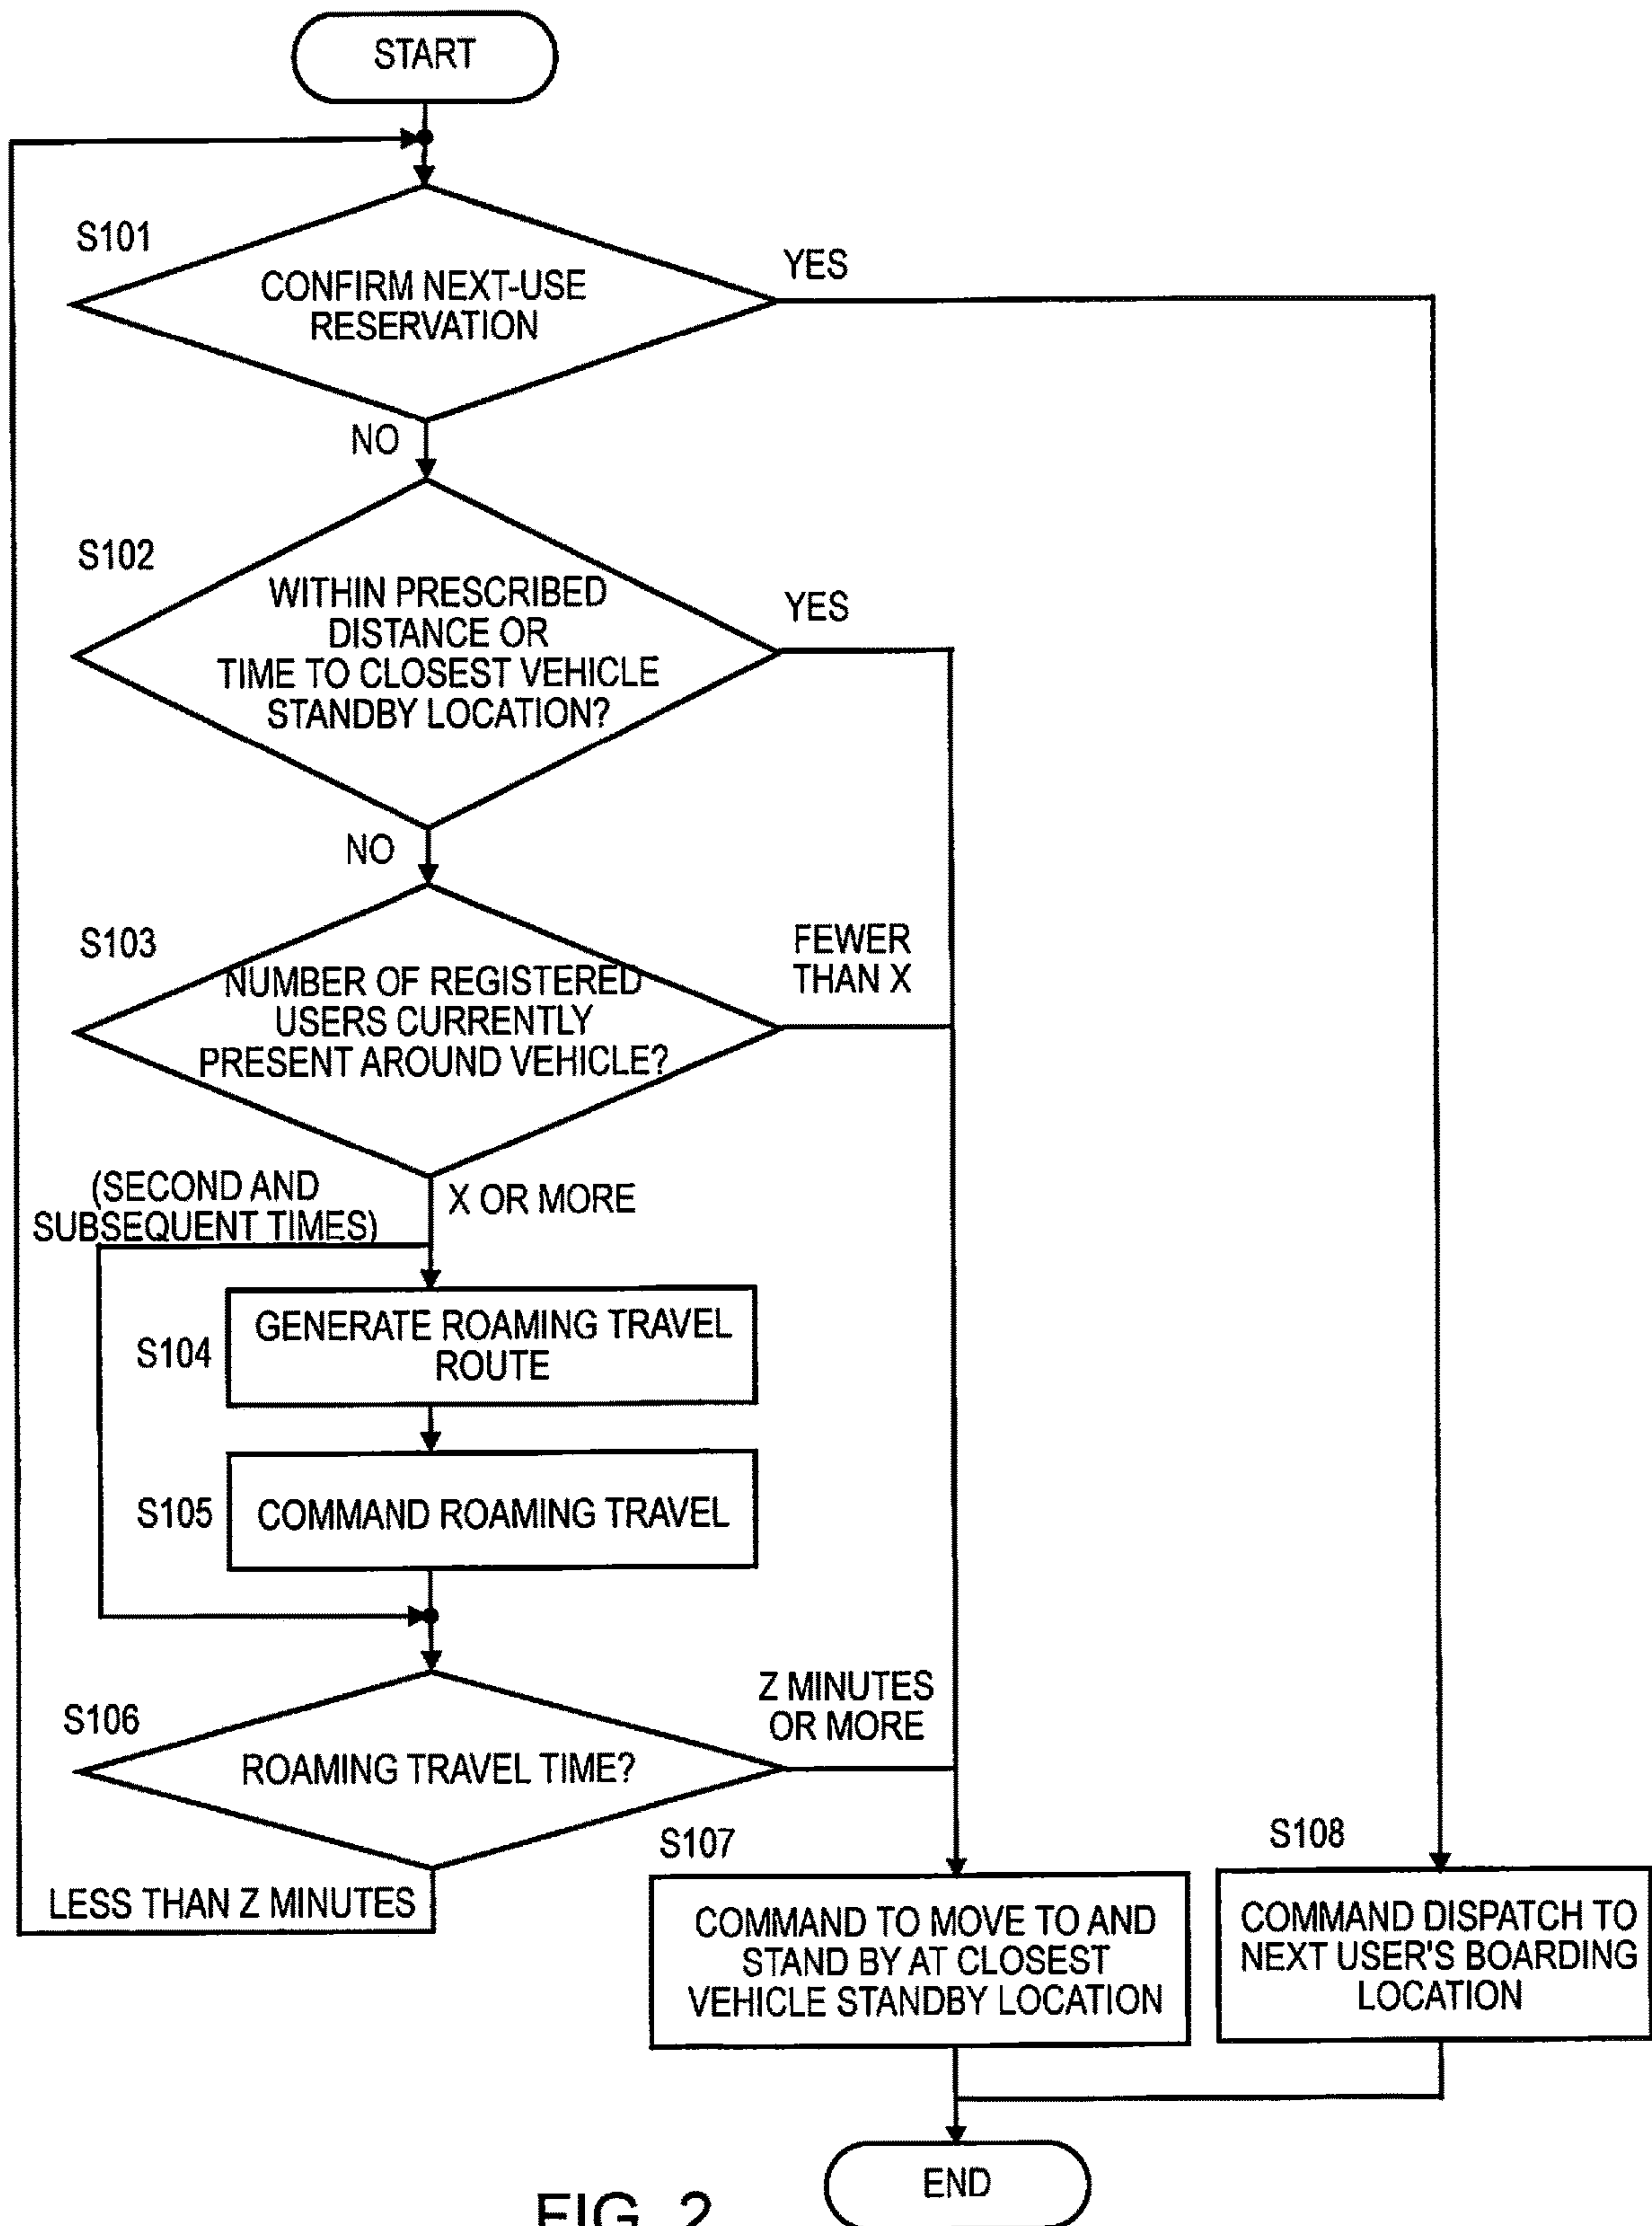 START
S101
CONFIRM NEXT-USE
RESERVATION
YES
NO
S102
WITHIN PRESCRIBED
DISTANCE OR
TIME TO CLOSEST VEHICLE
STANDBY LOCATION?
YES
NO
S103
NUMBER OF REGISTERED
USERS CURRENTLY
PRESENT AROUND VEHICLE?
FEWER
THAN X
(SECOND AND
SUBSEQUENT TIMES)
X OR MORE
S104
GENERATE ROAMING TRAVEL
ROUTE
S105
COMMAND ROAMING TRAVEL
S106
ROAMING TRAVEL TIME?
Z MINUTES
OR MORE
LESS THAN Z MINUTES
S107
COMMAND TO MOVE TO AND
STAND BY AT CLOSEST
VEHICLE STANDBY LOCATION
S108
COMMAND DISPATCH TO
NEXT USER'S BOARDING
LOCATION
END
FIG. 2